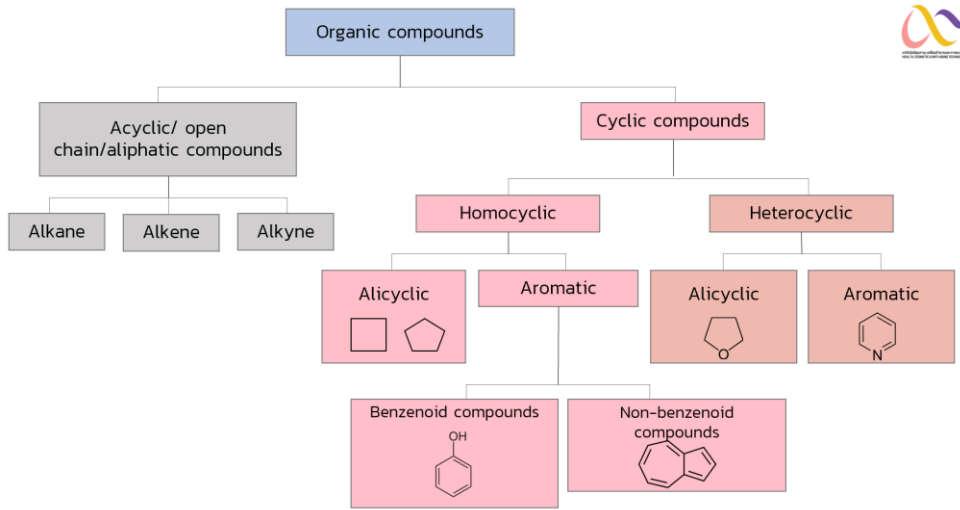 Organic compounds
Acyclic/ open
chain/aliphatic compounds
Cyclic compounds
Alkane
Alkene
Alkyne
Homocyclic
Heterocyclic
Alicyclic
Aromatic
Alicyclic
O
Aromatic
N
Benzenoid compounds
OH
Non-benzenoid
compounds